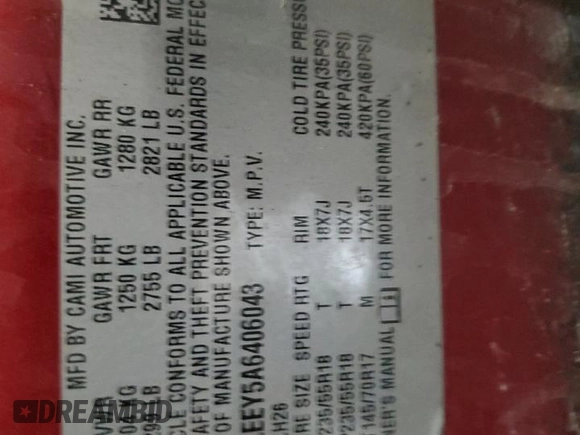 MFD BY CAMI AUTOMOTIVE INC.
GAWR FRT GAWR RR
1250 KG 1280 KG
2755 LB 2821 LB
CLE CONFORMS TO ALL APPLICABLE U.S. FEDERAL MO
AFETY AND THEFT PREVENTION STANDARDS IN EFFEC
OF MANUFACTURE SHOWN ABOVE.
EEY5A6406043 TYPE: M.P.V.
H26
RE SIZE SPEED RTG RIM COLD TIRE PRESSU
235/55R18 T 18X7J 240KPA(35PSI)
235/55R18 T 18X7J 240KPA(35PSI)
145/70R17 M 17X4.5T 420KPA(60PSI)
ER'S MANUAL FOR MORE INFORMATION.
DREAMBID